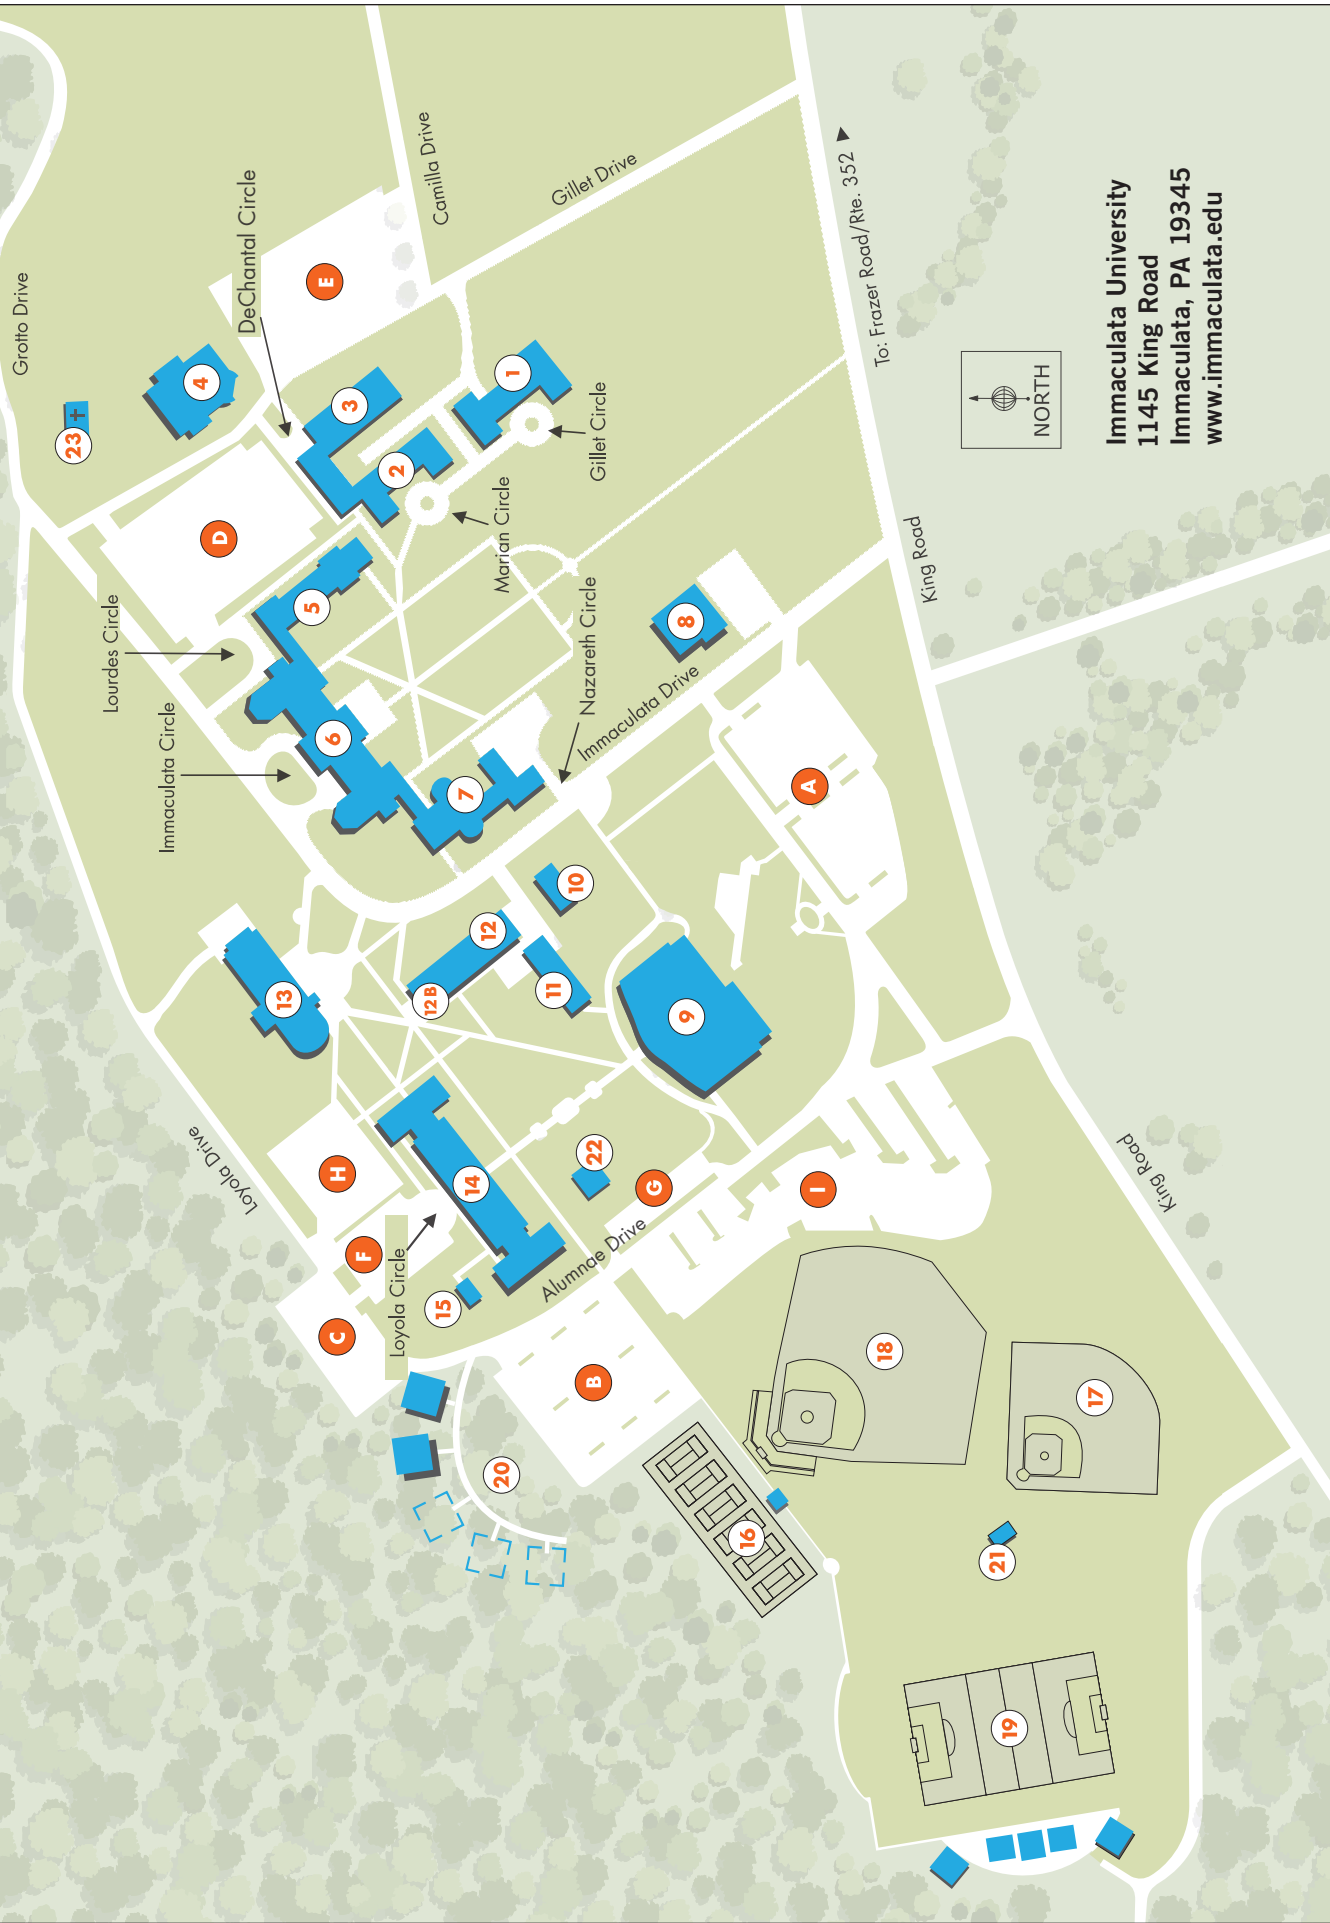 Grotto Drive
DeChantal Circle
Camilla Drive
Gillet Drive
To: Frazer Road/Rte. 352
E
4
23
3
1
2
Gillet Circle
Marian Circle
D
5
Lourdes Circle
Immaculata Circle
6
7
Nazareth Circle
8
Immaculata Drive
King Road
A
10
12
12B
11
13
9
Loyola Drive
H
14
22
G
I
F
Loyola Circle
15
Alumnae Drive
C
B
20
King Road
18
17
16
21
19
NORTH
Immaculata University
1145 King Road
Immaculata, PA 19345
www.immaculata.edu